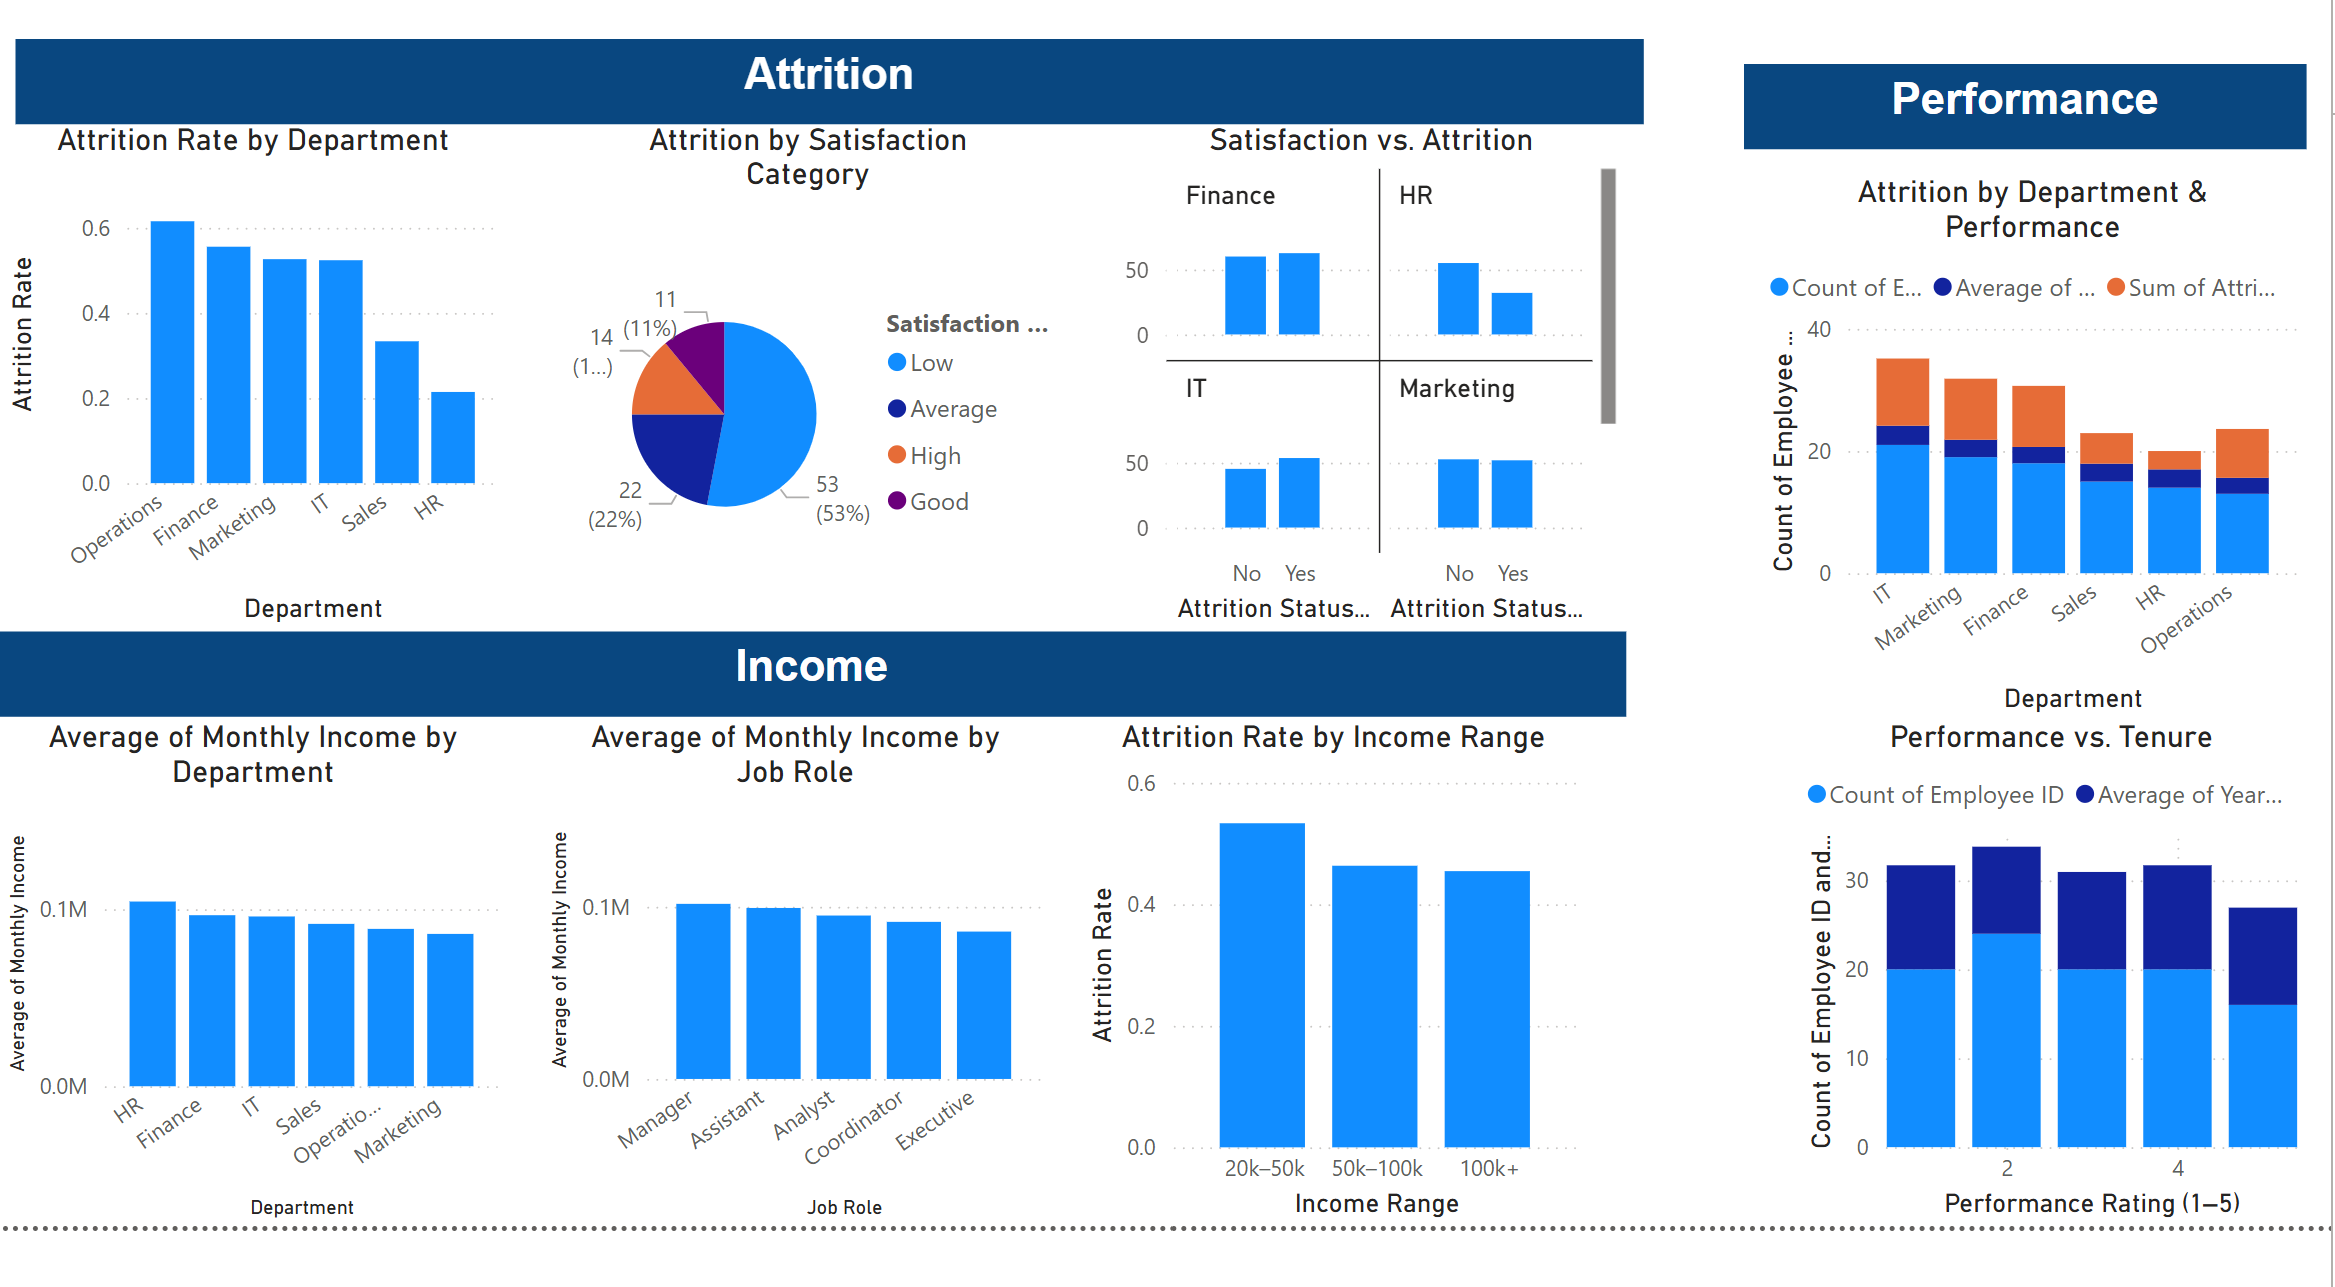 Attrition
Performance
Attrition Rate by Department
Attrition Rate
0.6
0.4
0.2
0.0
Operations
Finance
Marketing
IT
Sales
HR
Department
Attrition by Satisfaction
Category
11
(11%)
14
(1...)
22
(22%)
53
(53%)
Satisfaction ...
Low
Average
High
Good
Satisfaction vs. Attrition
Finance
HR
50
0
IT
Marketing
50
0
No
Yes
No
Yes
Attrition Status...
Attrition Status...
Attrition by Department &
Performance
Count of E...
Average of ...
Sum of Attri...
Count of Employee ...
40
20
0
IT
Marketing
Finance
Sales
HR
Operations
Department
Income
Average of Monthly Income by
Department
Average of Monthly Income
0.1M
0.0M
HR
Finance
IT
Sales
Operatio...
Marketing
Department
Average of Monthly Income by
Job Role
Average of Monthly Income
0.1M
0.0M
Manager
Assistant
Analyst
Coordinator
Executive
Job Role
Attrition Rate by Income Range
Attrition Rate
0.6
0.4
0.2
0.0
20k–50k
50k–100k
100k+
Income Range
Performance vs. Tenure
Count of Employee ID
Average of Year...
Count of Employee ID and...
30
20
10
0
2
4
Performance Rating (1–5)